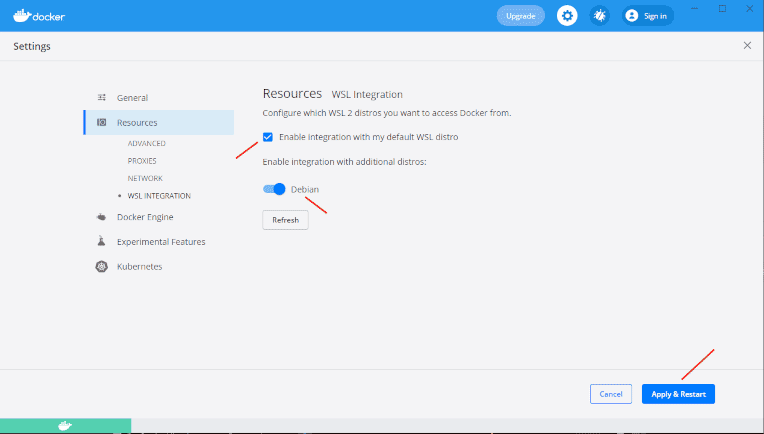 docker
Upgrade
Sign in
Settings
General
Resources
ADVANCED
PROXIES
NETWORK
WSL INTEGRATION
Docker Engine
Experimental Features
Kubernetes
Resources WSL Integration
Configure which WSL 2 distros you want to access Docker from.
Enable integration with my default WSL distro
Enable integration with additional distros:
Debian
Refresh
Cancel
Apply & Restart